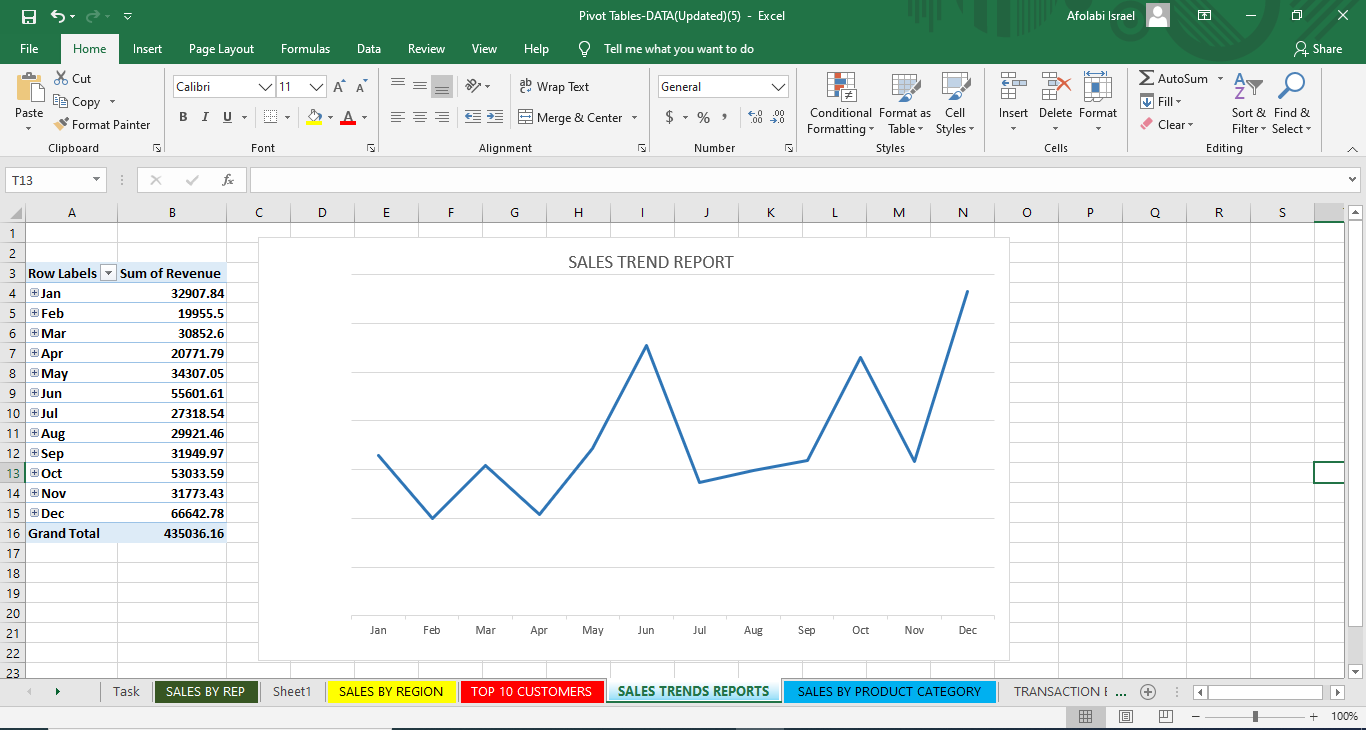 Pivot Tables-DATA(Updated)(5) - Excel
Afolabi Israel
File Home Insert Page Layout Formulas Data Review View Help Tell me what you want to do Share
Paste
Cut
Copy
Format Painter
Clipboard
Calibri 11
B I U A
Font
Wrap Text
Merge & Center
Alignment
General
$ % ,
Number
Conditional Formatting
Format as Table
Cell Styles
Styles
Insert
Delete
Format
Cells
AutoSum
Fill
Clear
Sort & Filter
Find & Select
Editing
T13
fx
A B C D E F G H I J K L M N O P Q R S
1
2
3 Row Labels Sum of Revenue
4 Jan 32907.84
5 Feb 19955.5
6 Mar 30852.6
7 Apr 20771.79
8 May 34307.05
9 Jun 55601.61
10 Jul 27318.54
11 Aug 29921.46
12 Sep 31949.97
13 Oct 53033.59
14 Nov 31773.43
15 Dec 66642.78
16 Grand Total 435036.16
17
18
19
20
21
22
23
SALES TREND REPORT
Jan Feb Mar Apr May Jun Jul Aug Sep Oct Nov Dec
Task SALES BY REP Sheet1 SALES BY REGION TOP 10 CUSTOMERS SALES TRENDS REPORTS SALES BY PRODUCT CATEGORY TRANSACTION ...
100%